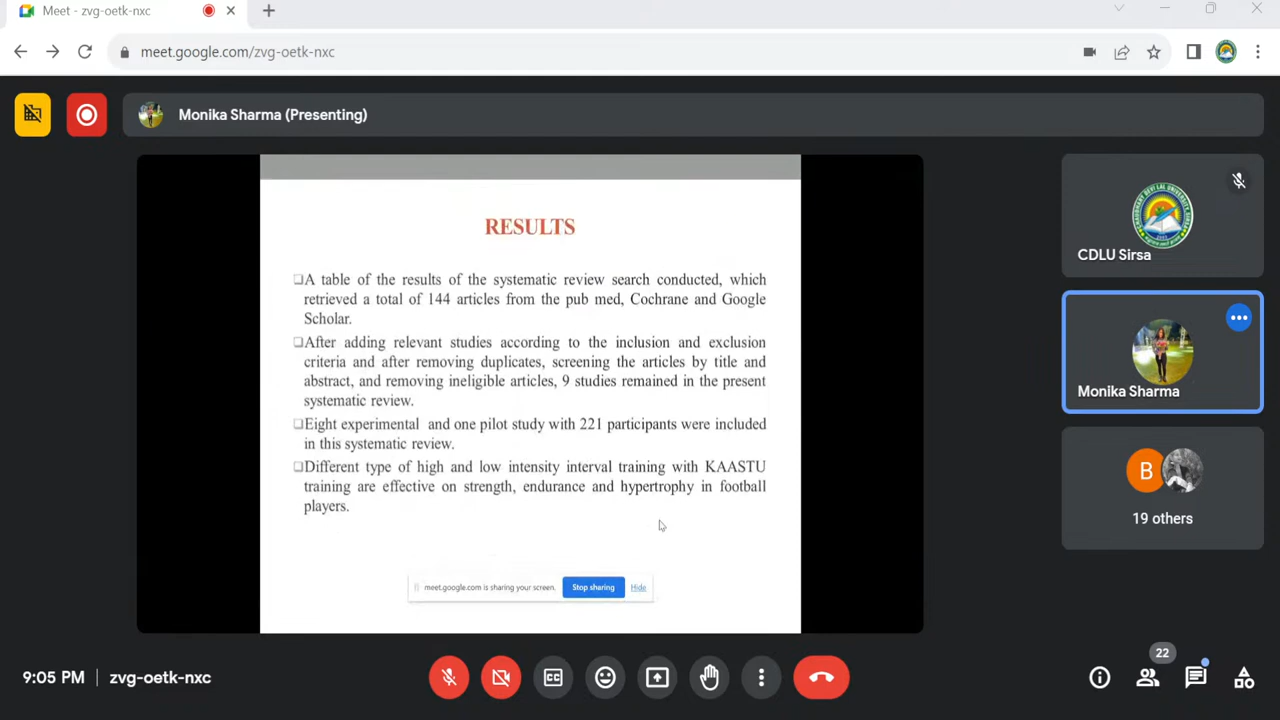 Meet - zvg-oetk-nxc
meet.google.com/zvg-oetk-nxc
Monika Sharma (Presenting)
RESULTS
❑A table of the results of the systematic review search conducted, which
retrieved a total of 144 articles from the pub med, Cochrane and Google
Scholar.
❑After adding relevant studies according to the inclusion and exclusion
criteria and after removing duplicates, screening the articles by title and
abstract, and removing ineligible articles, 9 studies remained in the present
systematic review.
❑Eight experimental and one pilot study with 221 participants were included
in this systematic review.
❑Different type of high and low intensity interval training with KAASTU
training are effective on strength, endurance and hypertrophy in football
players.
meet.google.com is sharing your screen.
Stop sharing
Hide
CDLU Sirsa
Monika Sharma
B
19 others
9:05 PM
zvg-oetk-nxc
CC
22